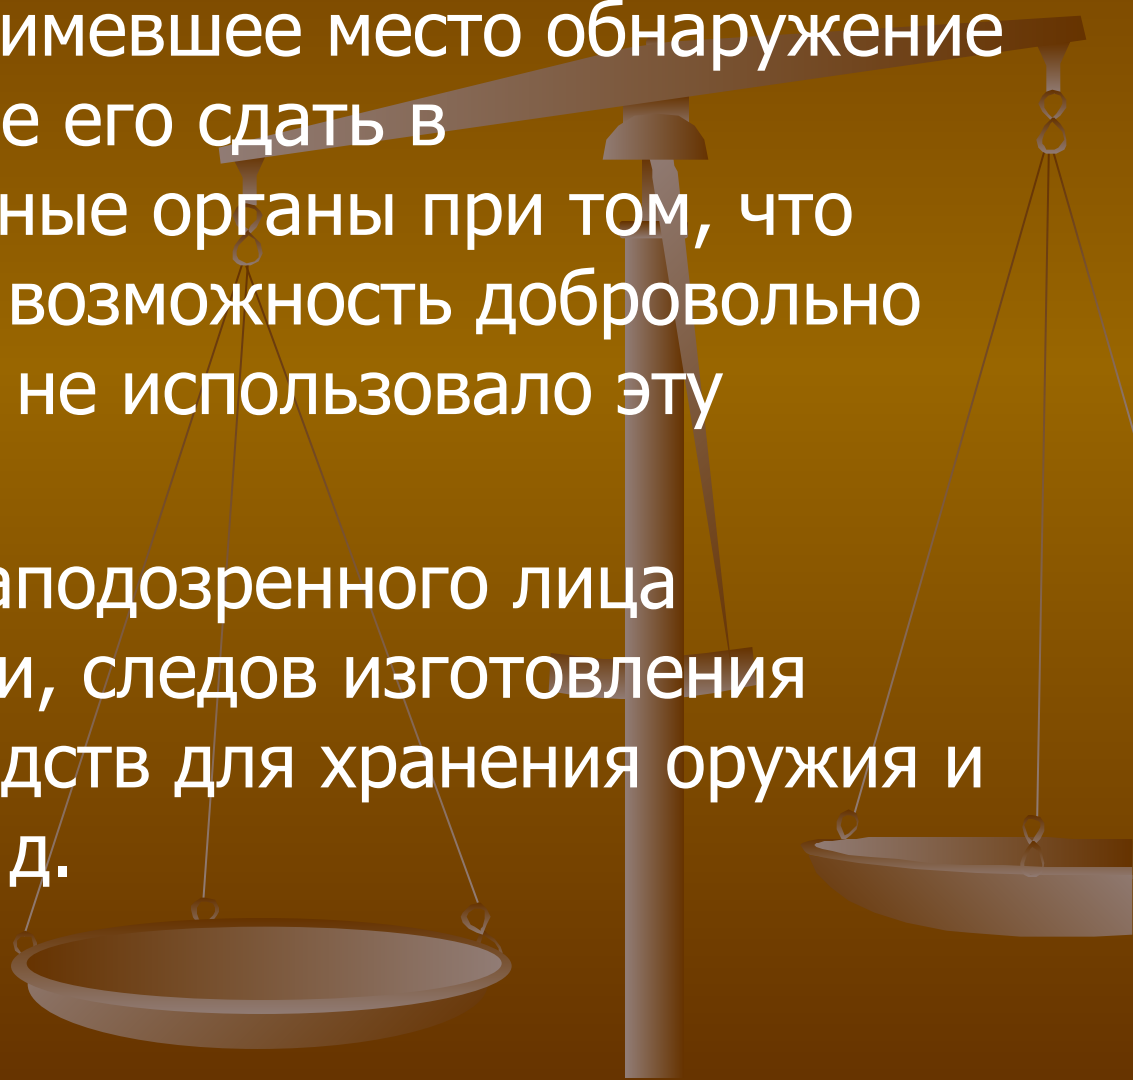 имевшее место обнаружение
е его сдать в
ные органы при том, что
возможность добровольно
не использовало эту
аподозренного лица
и, следов изготовления
дств для хранения оружия и
д.